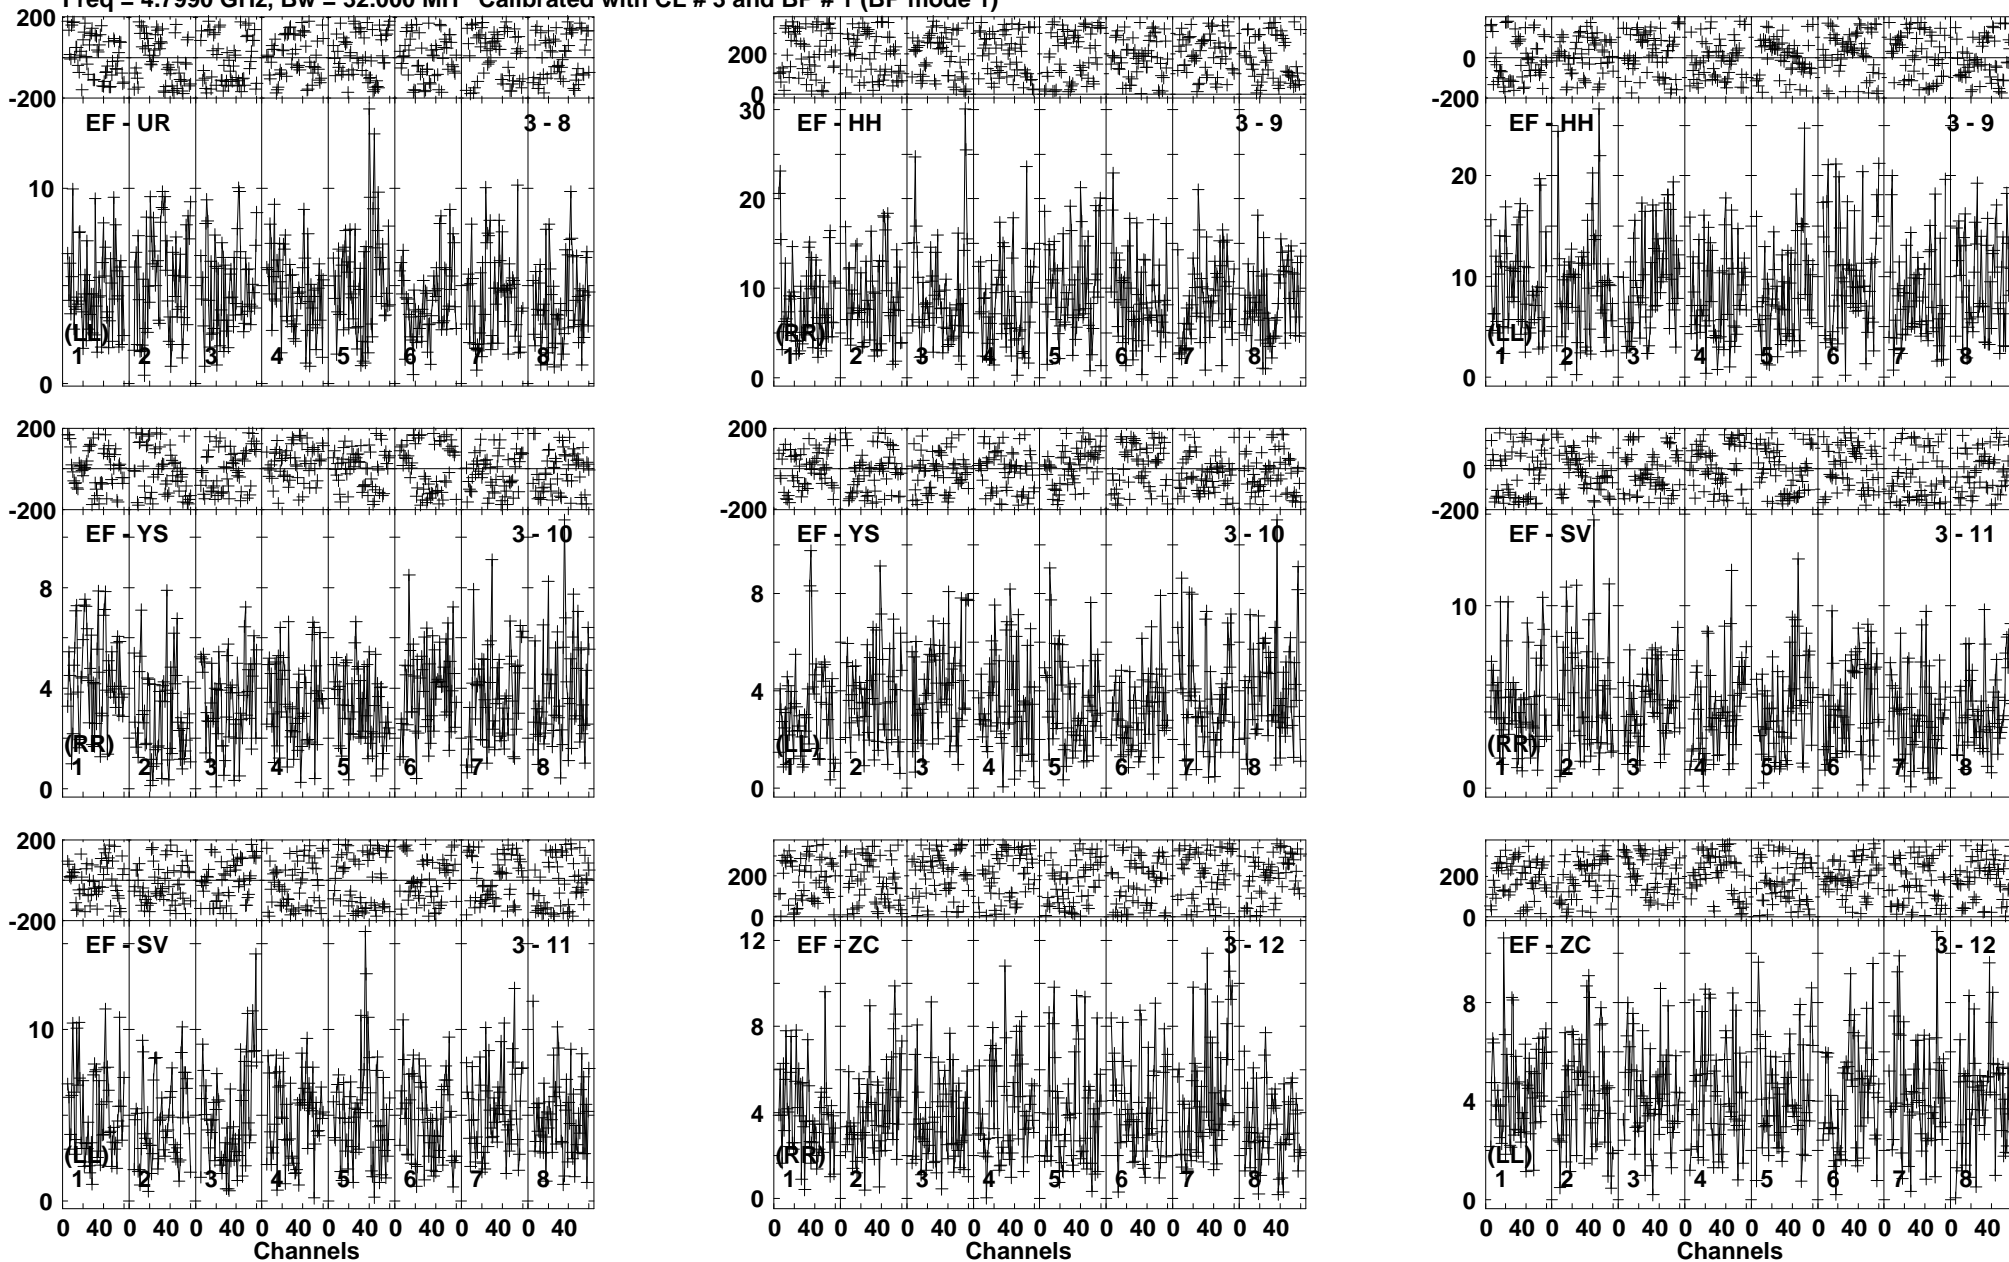 Freq = 4.7990 GHz, Bw = 32.000 MH Calibrated with CL # 3 and BP # 1 (BP mode 1)
200 200 0
-200 0 -200
EF - UR 3 - 8 EF - HH 3 - 9 EF - HH 3 - 9
10 30 20 10 0 20 10 0
(LL) (RR) (LL)
1 2 3 4 5 6 7 8 1 2 3 4 5 6 7 8 1 2 3 4 5 6 7 8
0
200 200 0
-200 -200 -200
EF - YS 3 - 10 EF - YS 3 - 10 EF - SV 3 - 11
8 8 10
4 4
(RR) (LL) (RR)
1 2 3 4 5 6 7 8 1 2 3 4 5 6 7 8 1 2 3 4 5 6 7 8
0 0 0
200 200 200
-200 0 0
EF - SV 3 - 11 EF - ZC 3 - 12 EF - ZC 3 - 12
10 12 8 4 8 4
(LL) (RR) (LL)
1 2 3 4 5 6 7 8 1 2 3 4 5 6 7 8 1 2 3 4 5 6 7 8
0 0 0
0 40 0 40 0 40 0 40 0 40 0 40 0 40 0 40 0 40 0 40 0 40 0 40 0 40 0 40 0 40 0 40 0 40 0 40 0 40 0 40 0 40 0 40 0 40 0 40
Channels Channels Channels